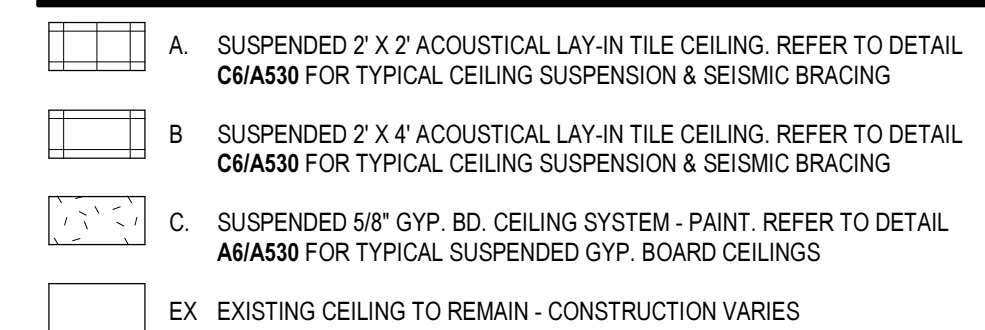 A. SUSPENDED 2' X 2' ACOUSTICAL LAY-IN TILE CEILING. REFER TO DETAIL
C6/A530 FOR TYPICAL CEILING SUSPENSION & SEISMIC BRACING
B SUSPENDED 2' X 4' ACOUSTICAL LAY-IN TILE CEILING. REFER TO DETAIL
C6/A530 FOR TYPICAL CEILING SUSPENSION & SEISMIC BRACING
C. SUSPENDED 5/8" GYP. BD. CEILING SYSTEM - PAINT. REFER TO DETAIL
A6/A530 FOR TYPICAL SUSPENDED GYP. BOARD CEILINGS
EX EXISTING CEILING TO REMAIN - CONSTRUCTION VARIES